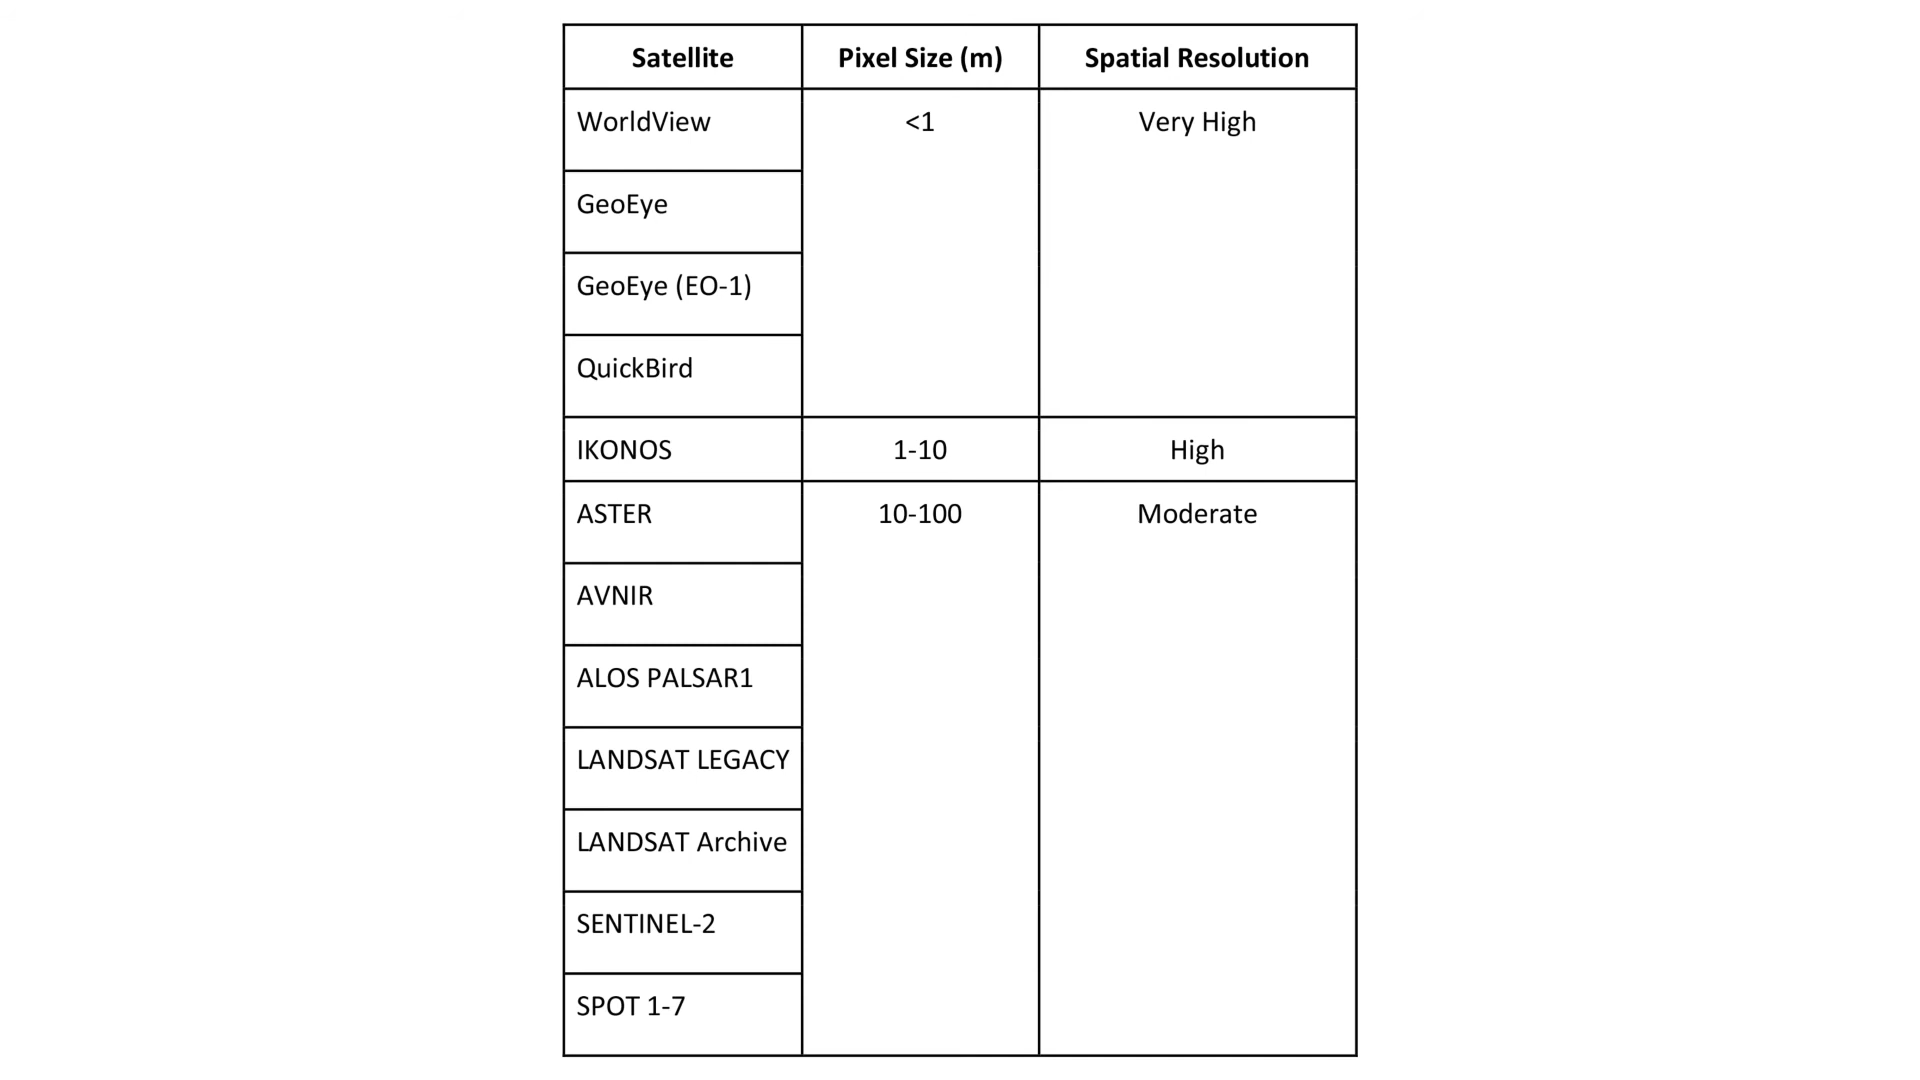 Satellite Pixel Size (m) Spatial Resolution
WorldView <1 Very High
GeoEye
GeoEye (EO-1)
QuickBird
IKONOS 1-10 High
ASTER 10-100 Moderate
AVNIR
ALOS PALSAR1
LANDSAT LEGACY
LANDSAT Archive
SENTINEL-2
SPOT 1-7